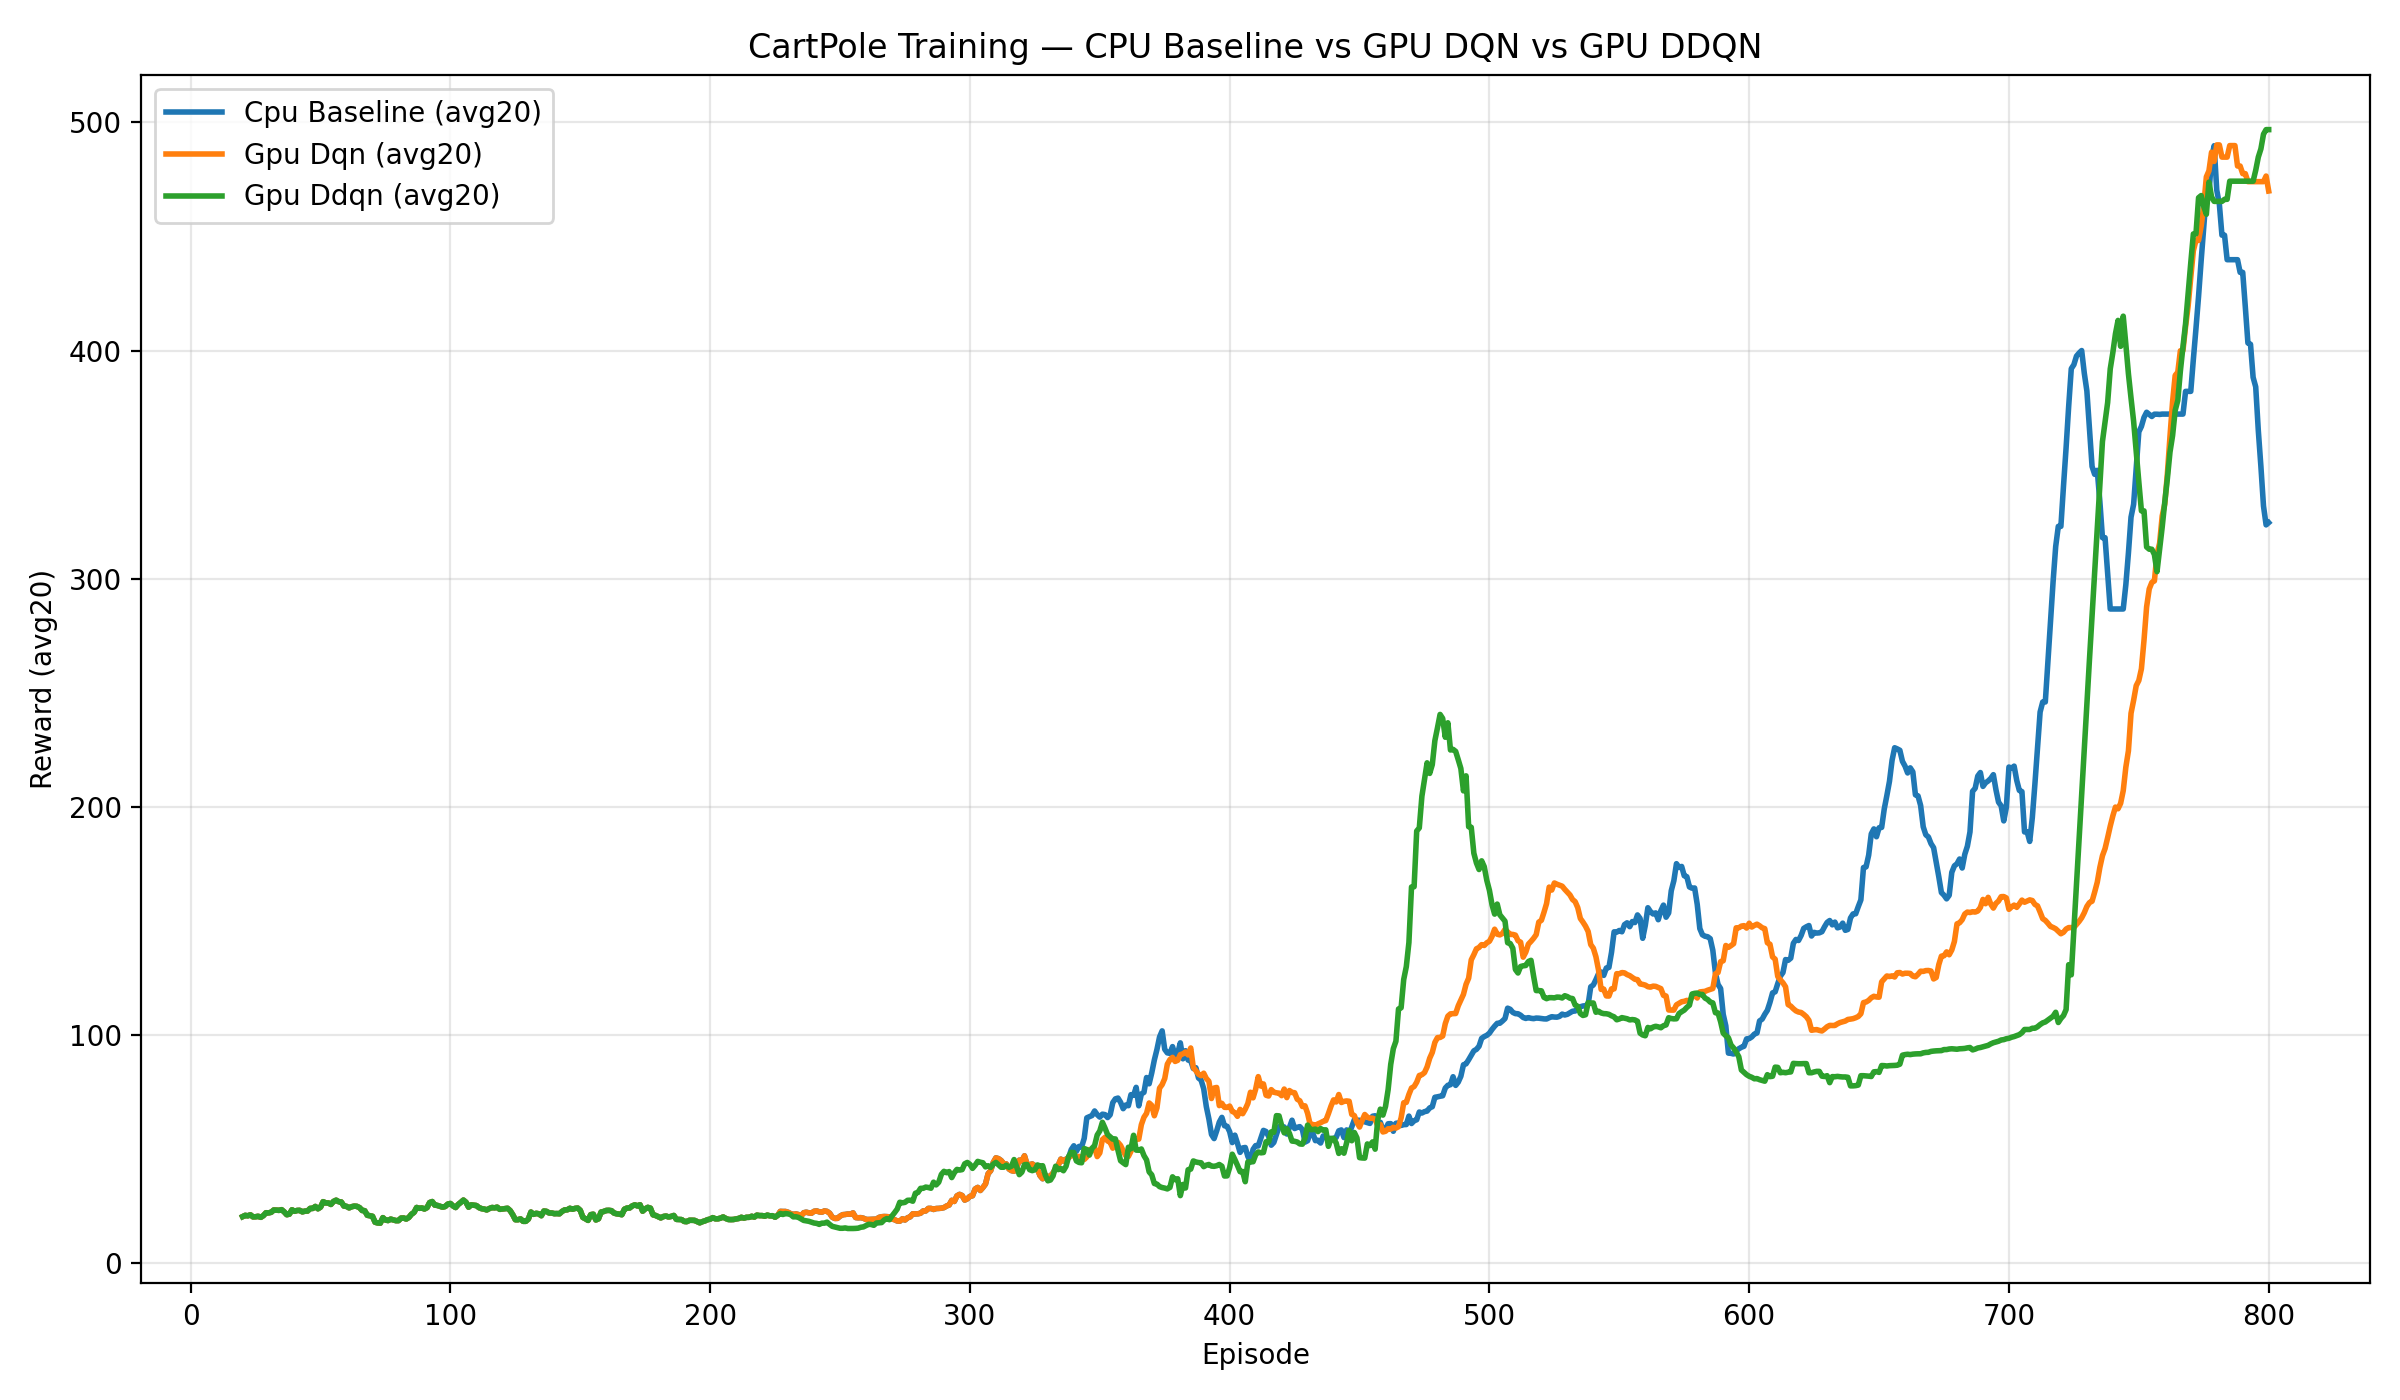 CartPole Training — CPU Baseline vs GPU DQN vs GPU DDQN
Cpu Baseline (avg20)
Gpu Dqn (avg20)
Gpu Ddqn (avg20)
Reward (avg20)
500
400
300
200
100
0
0 100 200 300 400 500 600 700 800
Episode